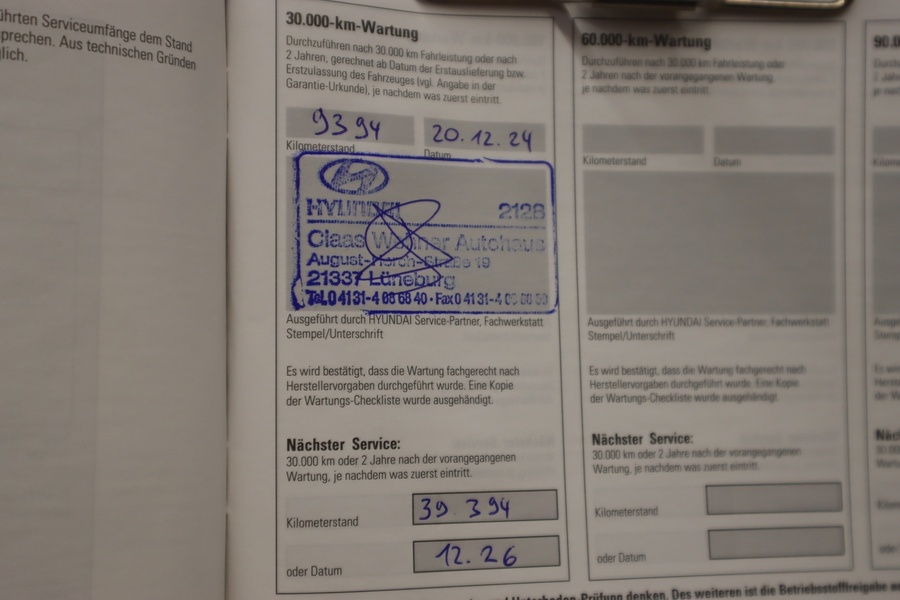 ührten Serviceumfänge dem Stand
prechen. Aus technischen Gründen
lich.
30.000-km-Wartung
Durchzuführen nach 30.000 km Fahrleistung oder nach
2 Jahren, gerechnet ab Datum der Erstauslieferung bzw.
Erstzulassung des Fahrzeuges (vgl. Angabe in der
Garantie-Urkunde), je nachdem was zuerst eintritt.
9394
20.12.24
Kilometerstand
Datum
HYUNDAI
2128
Claas Autohaus
August-Horch-Straße 19
21337 Lüneburg
Tel. 0 41 31-4
Fax 0 41 31-4
Ausgeführt durch HYUNDAI Service-Partner, Fachwerkstatt
Stempel/Unterschrift
Es wird bestätigt, dass die Wartung fachgerecht nach
Herstellervorgaben durchgeführt wurde. Eine Kopie
der Wartungs-Checkliste wurde ausgehändigt.
Nächster Service:
30.000 km oder 2 Jahre nach der vorangegangenen
Wartung, je nachdem was zuerst eintritt.
Kilometerstand
39.394
oder Datum
12.26
60.000-km-Wartung
Durchzuführen nach 30.000 km Fahrleistung oder
2 Jahren nach der vorangegangenen Wartung,
je nachdem was zuerst eintritt.
Kilometerstand
Datum
Ausgeführt durch HYUNDAI Service-Partner, Fachwerkstatt
Stempel/Unterschrift
Es wird bestätigt, dass die Wartung fachgerecht nach
Herstellervorgaben durchgeführt wurde. Eine Kopie
der Wartungs-Checkliste wurde ausgehändigt.
Nächster Service:
30.000 km oder 2 Jahre nach der vorangegangenen
Wartung, je nachdem was zuerst eintritt.
Kilometerstand
oder Datum
90.0
Prüfung denken. Des weiteren ist die Betriebsstofffreigabe